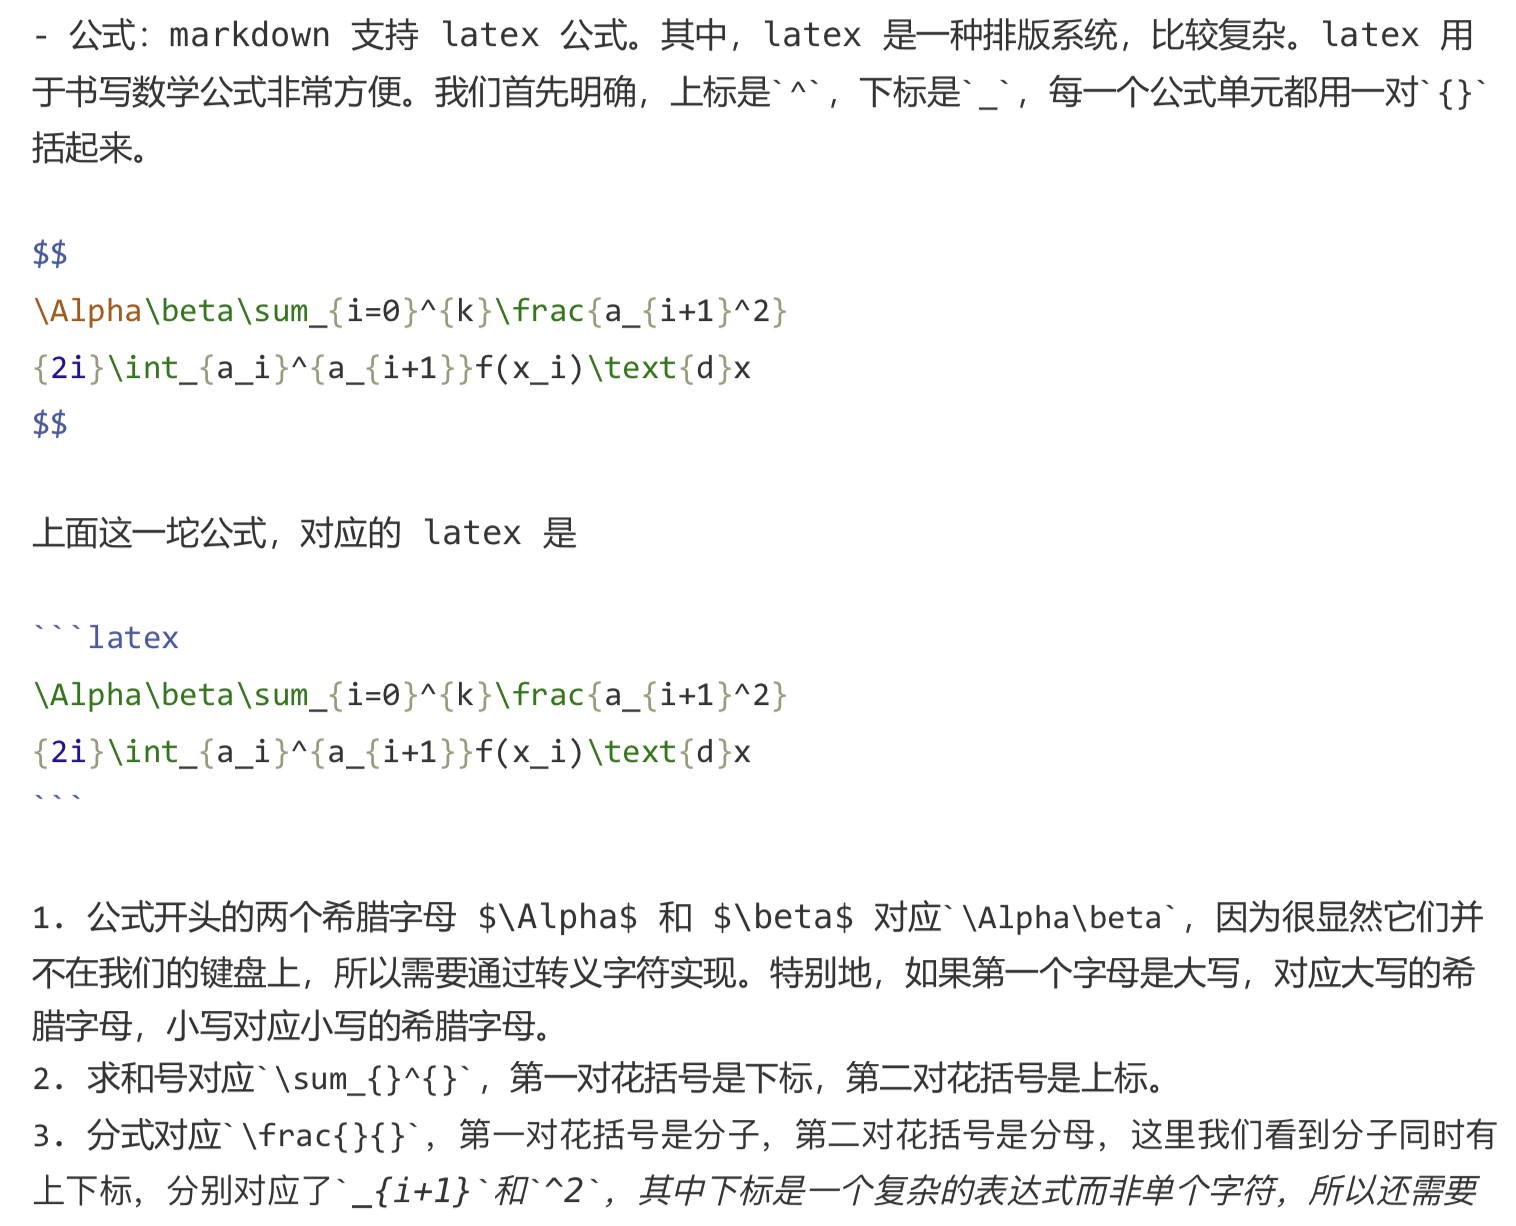 - 公式：markdown 支持 latex 公式。其中，latex 是一种排版系统，比较复杂。latex 用
于书写数学公式非常方便。我们首先明确，上标是`^`，下标是`_`，每一个公式单元都用一对`{}`
括起来。
$$
\Alpha\beta\sum_{i=0}^{k}\frac{a_{i+1}^2}
{2i}\int_{a_i}^{a_{i+1}}f(x_i)\text{d}x
$$
上面这一坨公式，对应的 latex 是
```latex
\Alpha\beta\sum_{i=0}^{k}\frac{a_{i+1}^2}
{2i}\int_{a_i}^{a_{i+1}}f(x_i)\text{d}x
```
1. 公式开头的两个希腊字母 $\Alpha$ 和 $\beta$ 对应`\Alpha\beta`，因为很显然它们并
不在我们的键盘上，所以需要通过转义字符实现。特别地，如果第一个字母是大写，对应大写的希
腊字母，小写对应小写的希腊字母。
2. 求和号对应`\sum_{}^{}`，第一对花括号是下标，第二对花括号是上标。
3. 分式对应`\frac{}{}`，第一对花括号是分子，第二对花括号是分母，这里我们看到分子同时有
上下标，分别对应了`_{i+1}`和`^2`，其中下标是一个复杂的表达式而非单个字符，所以还需要